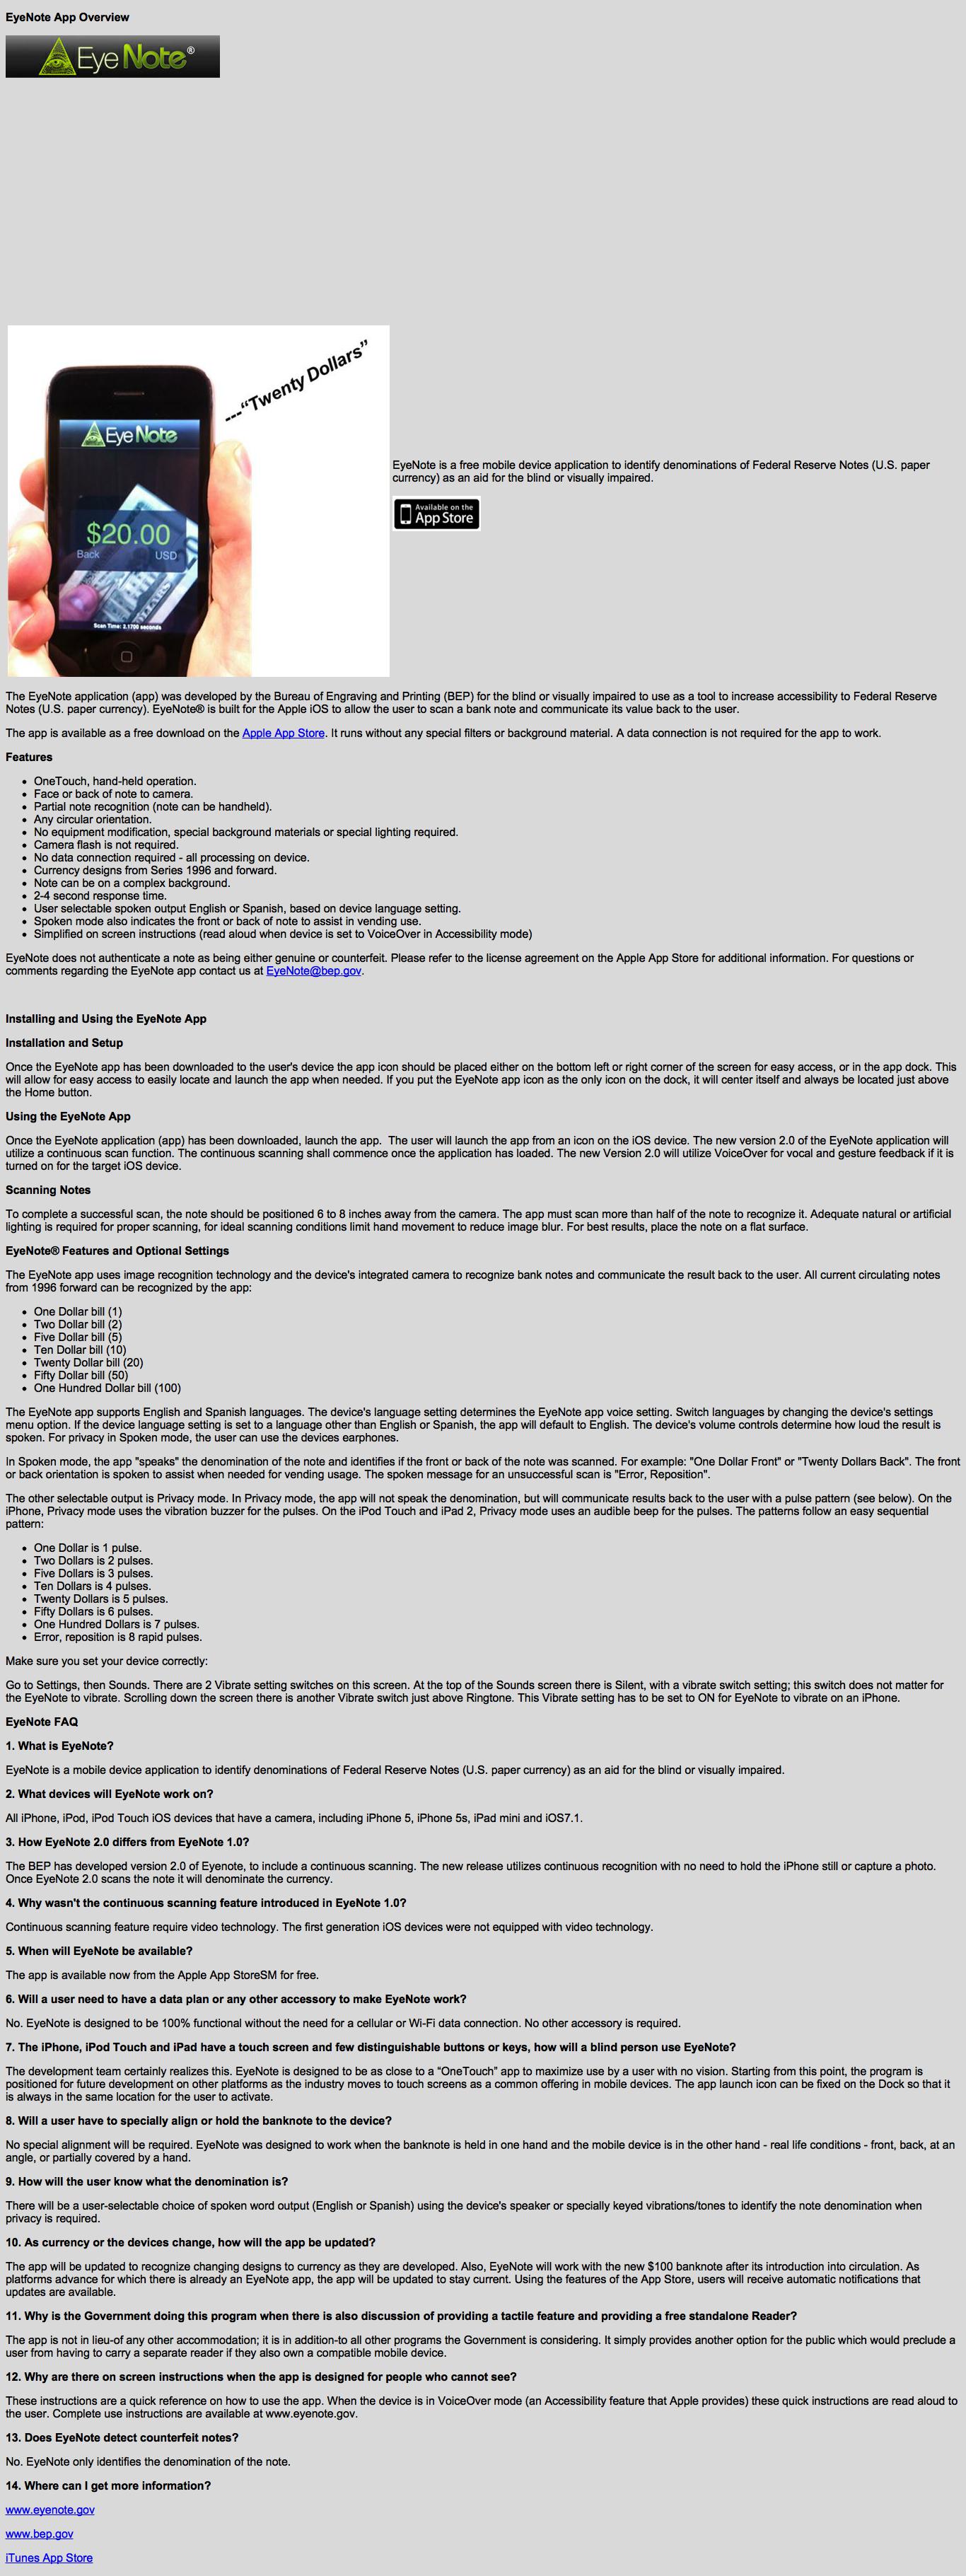 EyeNote App Overview
EyeNote®
---“Twenty Dollars”
EyeNote
$20.00
Back USD
Scan Time: 2.1700 seconds
EyeNote is a free mobile device application to identify denominations of Federal Reserve Notes (U.S. paper
currency) as an aid for the blind or visually impaired.
Available on the
App Store
The EyeNote application (app) was developed by the Bureau of Engraving and Printing (BEP) for the blind or visually impaired to use as a tool to increase accessibility to Federal Reserve
Notes (U.S. paper currency). EyeNote® is built for the Apple iOS to allow the user to scan a bank note and communicate its value back to the user.
The app is available as a free download on the Apple App Store. It runs without any special filters or background material. A data connection is not required for the app to work.
Features
• OneTouch, hand-held operation.
• Face or back of note to camera.
• Partial note recognition (note can be handheld).
• Any circular orientation.
• No equipment modification, special background materials or special lighting required.
• Camera flash is not required.
• No data connection required - all processing on device.
• Currency designs from Series 1996 and forward.
• Note can be on a complex background.
• 2-4 second response time.
• User selectable spoken output English or Spanish, based on device language setting.
• Spoken mode also indicates the front or back of note to assist in vending use.
• Simplified on screen instructions (read aloud when device is set to VoiceOver in Accessibility mode)
EyeNote does not authenticate a note as being either genuine or counterfeit. Please refer to the license agreement on the Apple App Store for additional information. For questions or
comments regarding the EyeNote app contact us at EyeNote@bep.gov.
Installing and Using the EyeNote App
Installation and Setup
Once the EyeNote app has been downloaded to the user's device the app icon should be placed either on the bottom left or right corner of the screen for easy access, or in the app dock. This
will allow for easy access to easily locate and launch the app when needed. If you put the EyeNote app icon as the only icon on the dock, it will center itself and always be located just above
the Home button.
Using the EyeNote App
Once the EyeNote application (app) has been downloaded, launch the app.  The user will launch the app from an icon on the iOS device. The new version 2.0 of the EyeNote application will
utilize a continuous scan function. The continuous scanning shall commence once the application has loaded. The new Version 2.0 will utilize VoiceOver for vocal and gesture feedback if it is
turned on for the target iOS device.
Scanning Notes
To complete a successful scan, the note should be positioned 6 to 8 inches away from the camera. The app must scan more than half of the note to recognize it. Adequate natural or artificial
lighting is required for proper scanning, for ideal scanning conditions limit hand movement to reduce image blur. For best results, place the note on a flat surface.
EyeNote® Features and Optional Settings
The EyeNote app uses image recognition technology and the device's integrated camera to recognize bank notes and communicate the result back to the user. All current circulating notes
from 1996 forward can be recognized by the app:
• One Dollar bill (1)
• Two Dollar bill (2)
• Five Dollar bill (5)
• Ten Dollar bill (10)
• Twenty Dollar bill (20)
• Fifty Dollar bill (50)
• One Hundred Dollar bill (100)
The EyeNote app supports English and Spanish languages. The device's language setting determines the EyeNote app voice setting. Switch languages by changing the device's settings
menu option. If the device language setting is set to a language other than English or Spanish, the app will default to English. The device's volume controls determine how loud the result is
spoken. For privacy in Spoken mode, the user can use the devices earphones.
In Spoken mode, the app "speaks" the denomination of the note and identifies if the front or back of the note was scanned. For example: "One Dollar Front" or "Twenty Dollars Back". The front
or back orientation is spoken to assist when needed for vending usage. The spoken message for an unsuccessful scan is "Error, Reposition".
The other selectable output is Privacy mode. In Privacy mode, the app will not speak the denomination, but will communicate results back to the user with a pulse pattern (see below). On the
iPhone, Privacy mode uses the vibration buzzer for the pulses. On the iPod Touch and iPad 2, Privacy mode uses an audible beep for the pulses. The patterns follow an easy sequential
pattern:
• One Dollar is 1 pulse.
• Two Dollars is 2 pulses.
• Five Dollars is 3 pulses.
• Ten Dollars is 4 pulses.
• Twenty Dollars is 5 pulses.
• Fifty Dollars is 6 pulses.
• One Hundred Dollars is 7 pulses.
• Error, reposition is 8 rapid pulses.
Make sure you set your device correctly:
Go to Settings, then Sounds. There are 2 Vibrate setting switches on this screen. At the top of the Sounds screen there is Silent, with a vibrate switch setting; this switch does not matter for
the EyeNote to vibrate. Scrolling down the screen there is another Vibrate switch just above Ringtone. This Vibrate setting has to be set to ON for EyeNote to vibrate on an iPhone.
EyeNote FAQ
1. What is EyeNote?
EyeNote is a mobile device application to identify denominations of Federal Reserve Notes (U.S. paper currency) as an aid for the blind or visually impaired.
2. What devices will EyeNote work on?
All iPhone, iPod, iPod Touch iOS devices that have a camera, including iPhone 5, iPhone 5s, iPad mini and iOS7.1.
3. How EyeNote 2.0 differs from EyeNote 1.0?
The BEP has developed version 2.0 of Eyenote, to include a continuous scanning. The new release utilizes continuous recognition with no need to hold the iPhone still or capture a photo.
Once EyeNote 2.0 scans the note it will denominate the currency.
4. Why wasn't the continuous scanning feature introduced in EyeNote 1.0?
Continuous scanning feature require video technology. The first generation iOS devices were not equipped with video technology.
5. When will EyeNote be available?
The app is available now from the Apple App StoreSM for free.
6. Will a user need to have a data plan or any other accessory to make EyeNote work?
No. EyeNote is designed to be 100% functional without the need for a cellular or Wi-Fi data connection. No other accessory is required.
7. The iPhone, iPod Touch and iPad have a touch screen and few distinguishable buttons or keys, how will a blind person use EyeNote?
The development team certainly realizes this. EyeNote is designed to be as close to a “OneTouch” app to maximize use by a user with no vision. Starting from this point, the program is
positioned for future development on other platforms as the industry moves to touch screens as a common offering in mobile devices. The app launch icon can be fixed on the Dock so that it
is always in the same location for the user to activate.
8. Will a user have to specially align or hold the banknote to the device?
No special alignment will be required. EyeNote was designed to work when the banknote is held in one hand and the mobile device is in the other hand - real life conditions - front, back, at an
angle, or partially covered by a hand.
9. How will the user know what the denomination is?
There will be a user-selectable choice of spoken word output (English or Spanish) using the device's speaker or specially keyed vibrations/tones to identify the note denomination when
privacy is required.
10. As currency or the devices change, how will the app be updated?
The app will be updated to recognize changing designs to currency as they are developed. Also, EyeNote will work with the new $100 banknote after its introduction into circulation. As
platforms advance for which there is already an EyeNote app, the app will be updated to stay current. Using the features of the App Store, users will receive automatic notifications that
updates are available.
11. Why is the Government doing this program when there is also discussion of providing a tactile feature and providing a free standalone Reader?
The app is not in lieu-of any other accommodation; it is in addition-to all other programs the Government is considering. It simply provides another option for the public which would preclude a
user from having to carry a separate reader if they also own a compatible mobile device.
12. Why are there on screen instructions when the app is designed for people who cannot see?
These instructions are a quick reference on how to use the app. When the device is in VoiceOver mode (an Accessibility feature that Apple provides) these quick instructions are read aloud to
the user. Complete use instructions are available at www.eyenote.gov.
13. Does EyeNote detect counterfeit notes?
No. EyeNote only identifies the denomination of the note.
14. Where can I get more information?
www.eyenote.gov
www.bep.gov
iTunes App Store